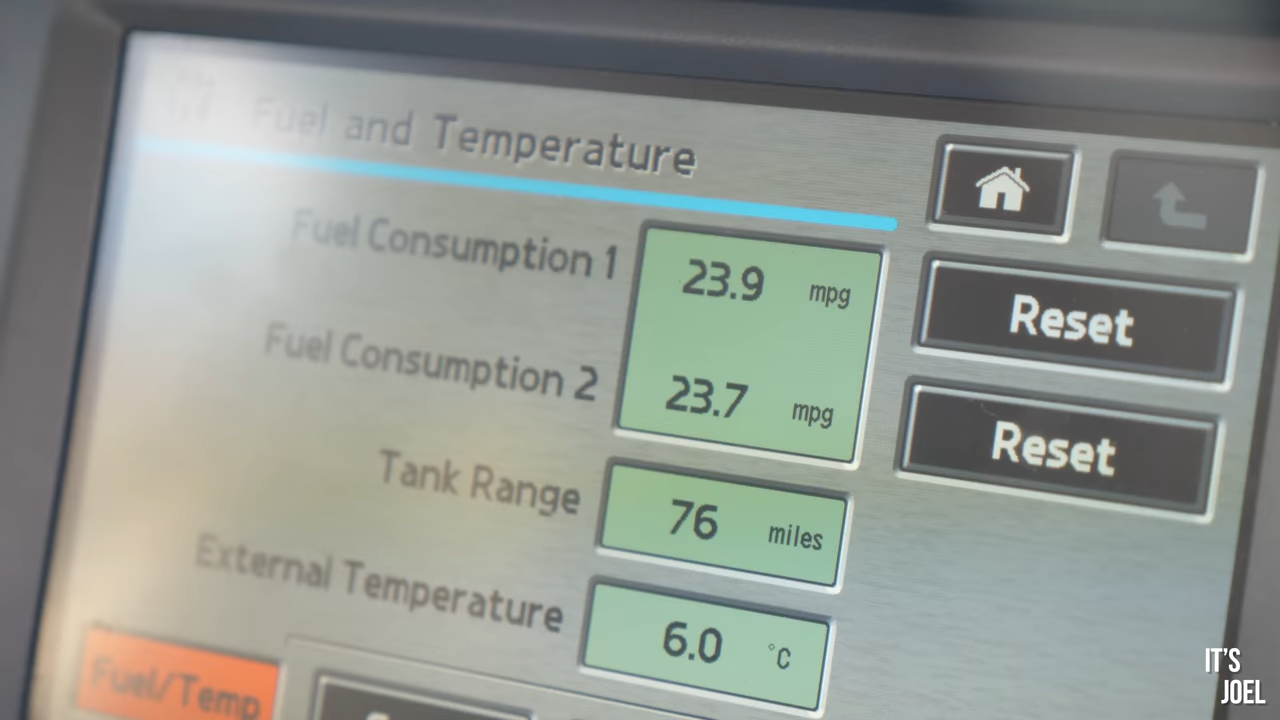 Fuel and Temperature
Fuel Consumption 1 23.9 mpg Reset
Fuel Consumption 2 23.7 mpg Reset
Tank Range 76 miles
External Temperature 6.0 °C
Fuel/Temp
IT'S
JOEL